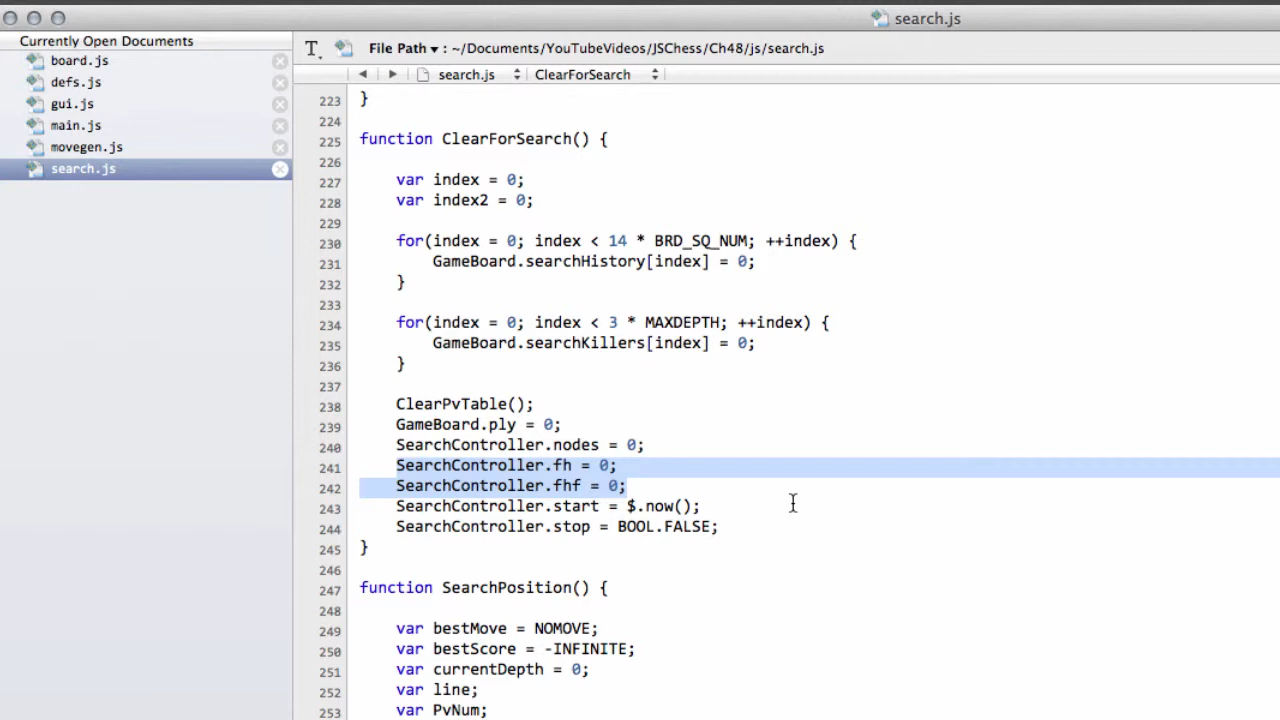 search.js
Currently Open Documents
board.js
defs.js
gui.js
main.js
movegen.js
search.js
T. File Path ▾ : ~/Documents/YouTubeVideos/JSChess/Ch48/js/search.js
search.js ClearForSearch
223 }
224
225 function ClearForSearch() {
226
227 var index = 0;
228 var index2 = 0;
229
230 for(index = 0; index < 14 * BRD_SQ_NUM; ++index) {
231 GameBoard.searchHistory[index] = 0;
232 }
233
234 for(index = 0; index < 3 * MAXDEPTH; ++index) {
235 GameBoard.searchKillers[index] = 0;
236 }
237
238 ClearPvTable();
239 GameBoard.ply = 0;
240 SearchController.nodes = 0;
241 SearchController.fh = 0;
242 SearchController.fhf = 0;
243 SearchController.start = $.now();
244 SearchController.stop = BOOL.FALSE;
245 }
246
247 function SearchPosition() {
248
249 var bestMove = NOMOVE;
250 var bestScore = -INFINITE;
251 var currentDepth = 0;
252 var line;
253 var PvNum;